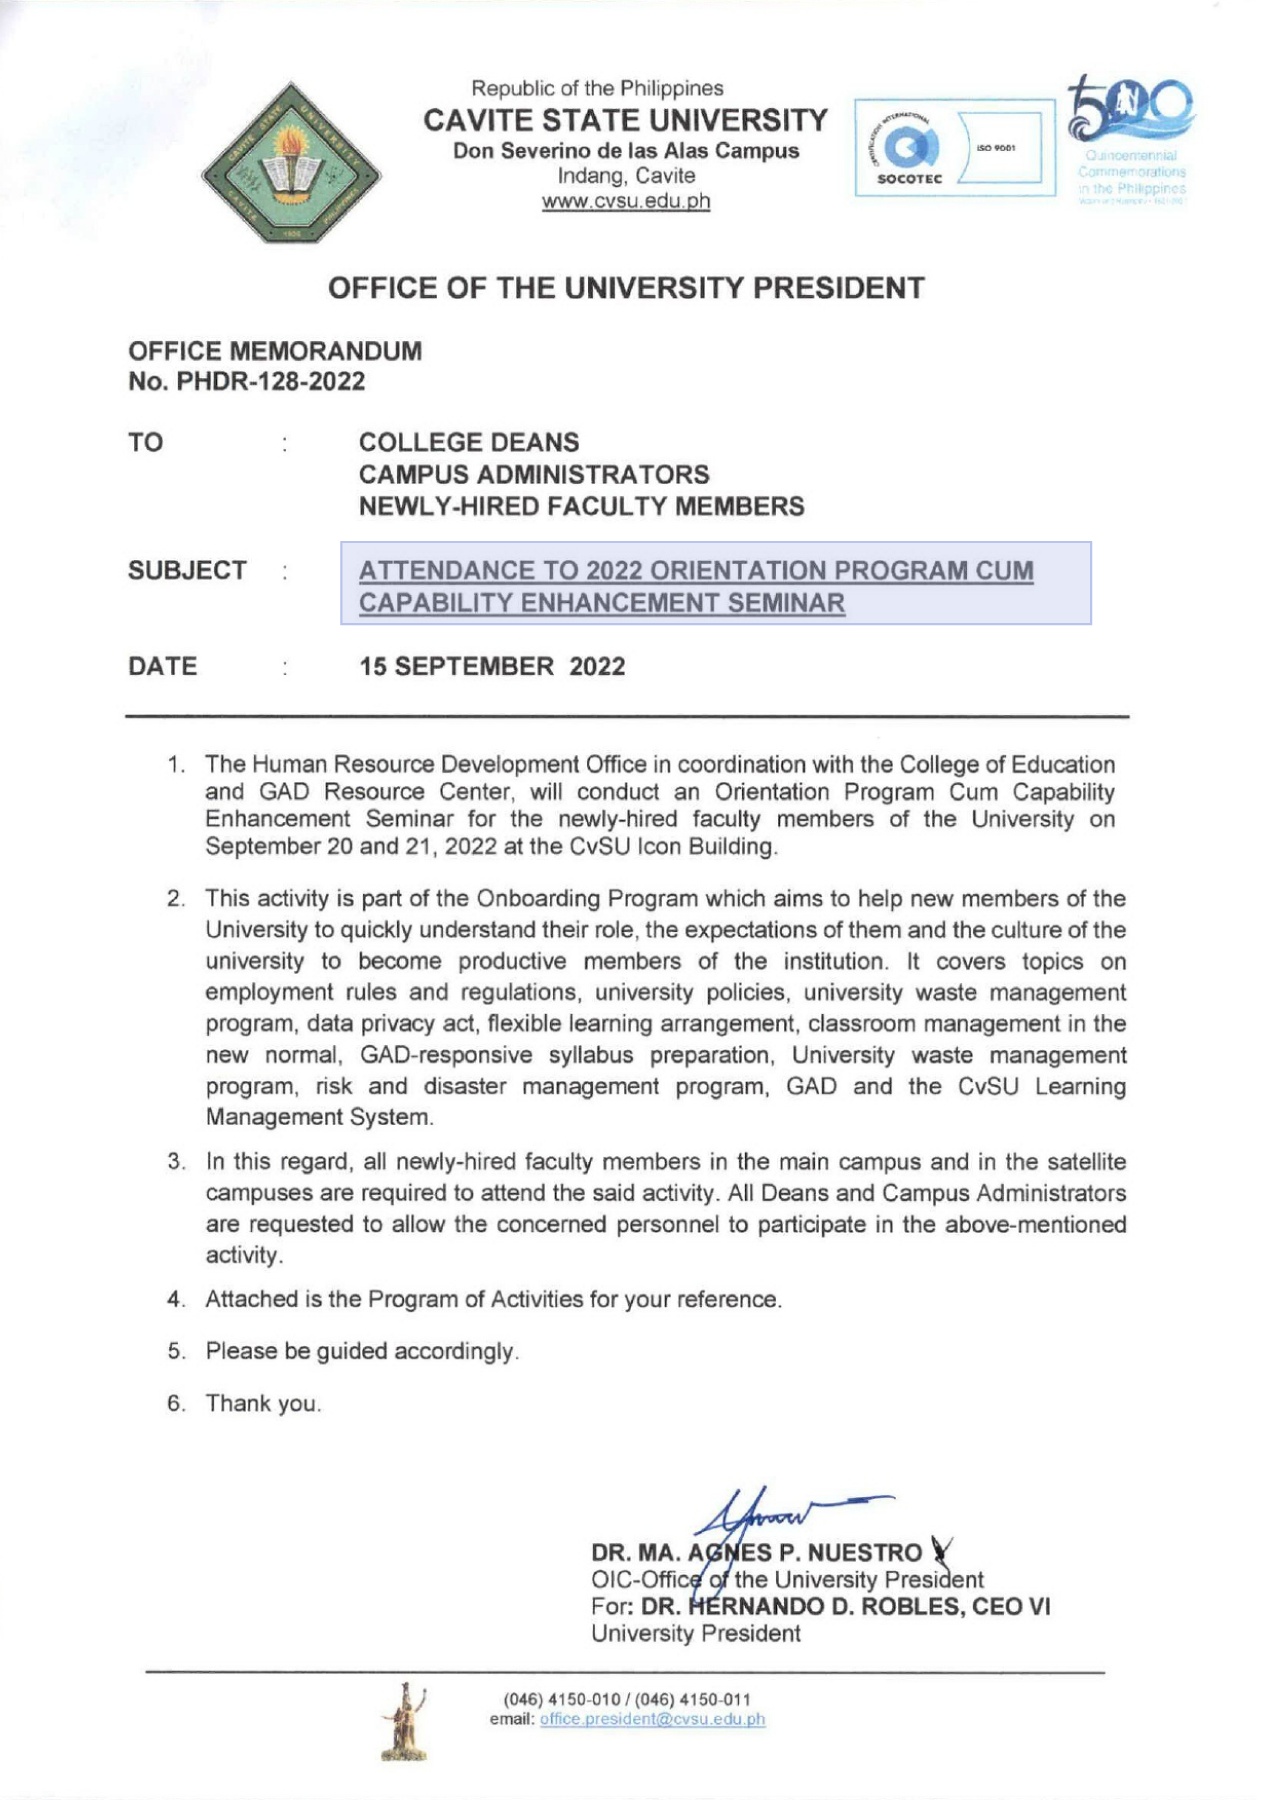 Republic of the Philippines
CAVITE STATE UNIVERSITY
Don Severino de las Alas Campus
Indang, Cavite
www.cvsu.edu.ph
CAVITE STATE UNIVERSITY
CAVITE
PHILIPPINES
1906
CERTIFICATION INTERNATIONAL
SOCOTEC
ISO 9001
500
Quincentennial
Commemorations
in the Philippines
OFFICE OF THE UNIVERSITY PRESIDENT
OFFICE MEMORANDUM
No. PHDR-128-2022
TO : COLLEGE DEANS
CAMPUS ADMINISTRATORS
NEWLY-HIRED FACULTY MEMBERS
SUBJECT : ATTENDANCE TO 2022 ORIENTATION PROGRAM CUM
CAPABILITY ENHANCEMENT SEMINAR
DATE : 15 SEPTEMBER 2022
1. The Human Resource Development Office in coordination with the College of Education
and GAD Resource Center, will conduct an Orientation Program Cum Capability
Enhancement Seminar for the newly-hired faculty members of the University on
September 20 and 21, 2022 at the CvSU Icon Building.
2. This activity is part of the Onboarding Program which aims to help new members of the
University to quickly understand their role, the expectations of them and the culture of the
university to become productive members of the institution. It covers topics on
employment rules and regulations, university policies, university waste management
program, data privacy act, flexible learning arrangement, classroom management in the
new normal, GAD-responsive syllabus preparation, University waste management
program, risk and disaster management program, GAD and the CvSU Learning
Management System.
3. In this regard, all newly-hired faculty members in the main campus and in the satellite
campuses are required to attend the said activity. All Deans and Campus Administrators
are requested to allow the concerned personnel to participate in the above-mentioned
activity.
4. Attached is the Program of Activities for your reference.
5. Please be guided accordingly.
6. Thank you.
DR. MA. AGNES P. NUESTRO
OIC-Office of the University President
For: DR. HERNANDO D. ROBLES, CEO VI
University President
(046) 4150-010 / (046) 4150-011
email: office.president@cvsu.edu.ph